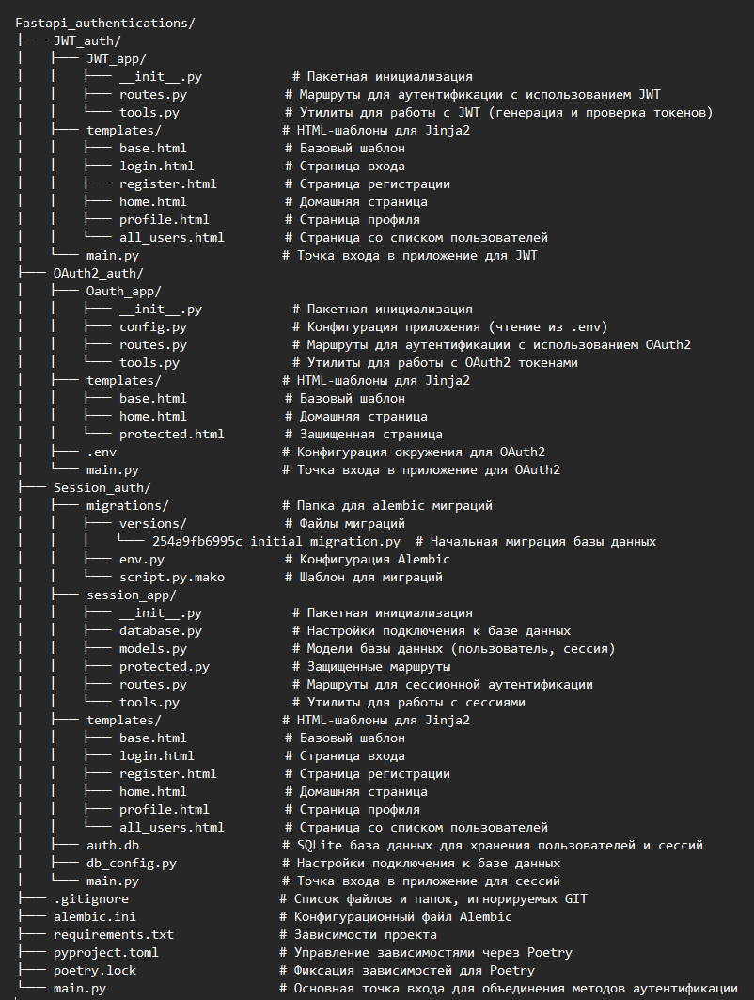 Fastapi_authentications/
├── JWT_auth/
│   ├── JWT_app/
│   │   ├── __init__.py            # Пакетная инициализация
│   │   ├── routes.py              # Маршруты для аутентификации с использованием JWT
│   │   └── tools.py               # Утилиты для работы с JWT (генерация и проверка токенов)
│   ├── templates/                 # HTML-шаблоны для Jinja2
│   │   ├── base.html              # Базовый шаблон
│   │   ├── login.html             # Страница входа
│   │   ├── register.html          # Страница регистрации
│   │   ├── home.html              # Домашняя страница
│   │   ├── profile.html           # Страница профиля
│   │   └── all_users.html         # Страница со списком пользователей
│   └── main.py                    # Точка входа в приложение для JWT
├── OAuth2_auth/
│   ├── Oauth_app/
│   │   ├── __init__.py            # Пакетная инициализация
│   │   ├── config.py              # Конфигурация приложения (чтение из .env)
│   │   ├── routes.py              # Маршруты для аутентификации с использованием OAuth2
│   │   └── tools.py               # Утилиты для работы с OAuth2 токенами
│   ├── templates/                 # HTML-шаблоны для Jinja2
│   │   ├── base.html              # Базовый шаблон
│   │   ├── home.html              # Домашняя страница
│   │   └── protected.html         # Защищенная страница
│   ├── .env                       # Конфигурация окружения для OAuth2
│   └── main.py                    # Точка входа в приложение для OAuth2
├── Session_auth/
│   ├── migrations/                # Папка для alembic миграций
│   │   ├── versions/              # Файлы миграций
│   │   │   └── 254a9fb6995c_initial_migration.py  # Начальная миграция базы данных
│   │   ├── env.py                 # Конфигурация Alembic
│   │   └── script.py.mako         # Шаблон для миграций
│   ├── session_app/
│   │   ├── __init__.py            # Пакетная инициализация
│   │   ├── database.py            # Настройки подключения к базе данных
│   │   ├── models.py              # Модели базы данных (пользователь, сессия)
│   │   ├── protected.py           # Защищенные маршруты
│   │   ├── routes.py              # Маршруты для сессионной аутентификации
│   │   └── tools.py               # Утилиты для работы с сессиями
│   ├── templates/                 # HTML-шаблоны для Jinja2
│   │   ├── base.html              # Базовый шаблон
│   │   ├── login.html             # Страница входа
│   │   ├── register.html          # Страница регистрации
│   │   ├── home.html              # Домашняя страница
│   │   ├── profile.html           # Страница профиля
│   │   └── all_users.html         # Страница со списком пользователей
│   ├── auth.db                    # SQLite база данных для хранения пользователей и сессий
│   ├── db_config.py               # Настройки подключения к базе данных
│   └── main.py                    # Точка входа в приложение для сессий
├── .gitignore                     # Список файлов и папок, игнорируемых GIT
├── alembic.ini                    # Конфигурационный файл Alembic
├── requirements.txt               # Зависимости проекта
├── pyproject.toml                 # Управление зависимостями через Poetry
├── poetry.lock                    # Фиксация зависимостей для Poetry
└── main.py                        # Основная точка входа для объединения методов аутентификации